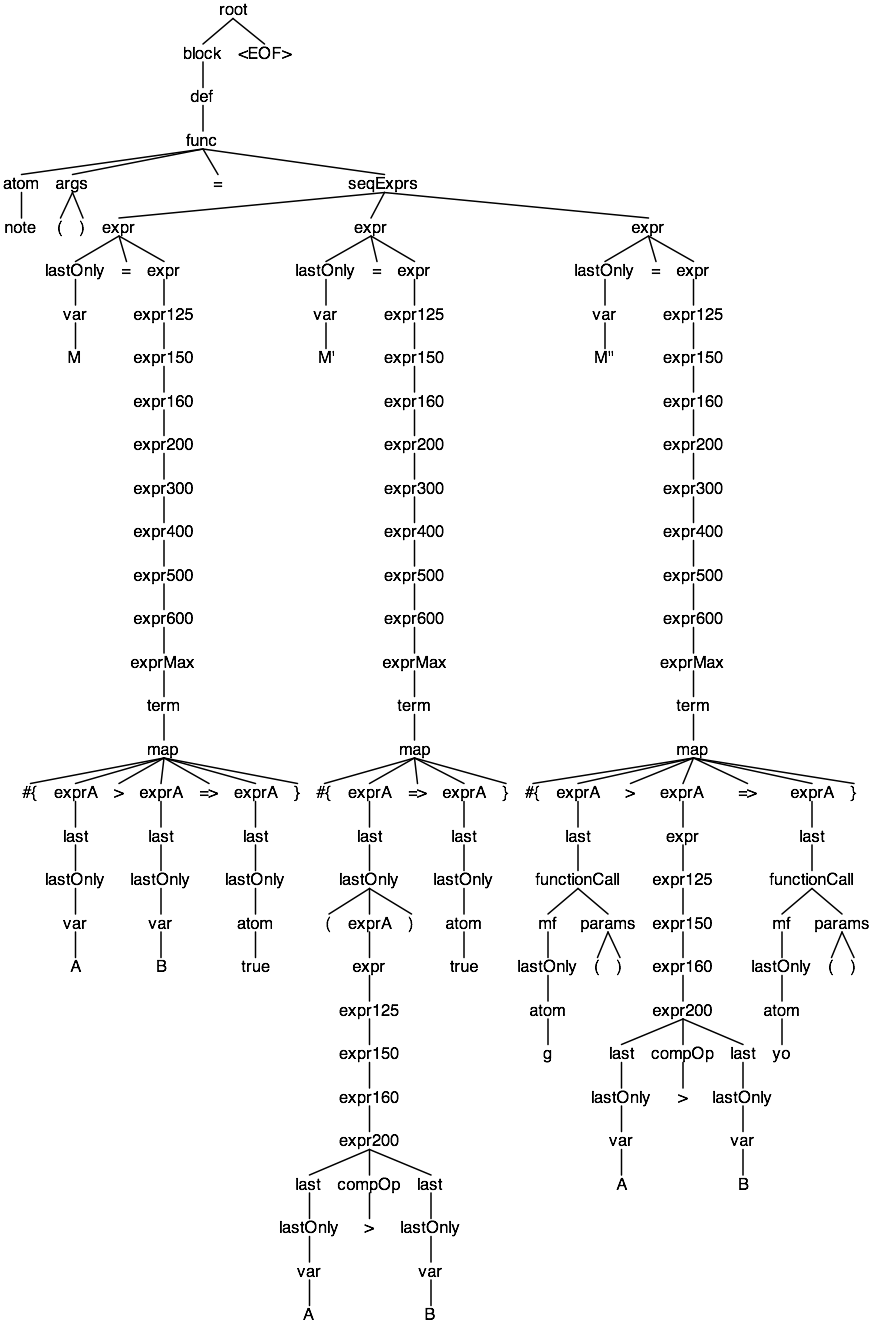 root
block <EOF>
def
func
atom args = seqExprs
note ( ) expr expr expr
lastOnly = expr lastOnly = expr lastOnly = expr
var expr125 var expr125 var expr125
M expr150 M' expr150 M" expr150
expr160 expr160 expr160
expr200 expr200 expr200
expr300 expr300 expr300
expr400 expr400 expr400
expr500 expr500 expr500
expr600 expr600 expr600
exprMax exprMax exprMax
term term term
map map map
#{ exprA > exprA => exprA } #{ exprA => exprA } #{ exprA > exprA => exprA }
last last last last last last expr last
lastOnly lastOnly lastOnly lastOnly lastOnly functionCall expr125 functionCall
var var atom ( exprA ) atom mf params expr150 mf params
A B true expr true lastOnly ( ) expr160 lastOnly ( )
expr125 atom expr200 atom
expr150 g last compOp last yo
expr160 lastOnly > lastOnly
expr200 var var
last compOp last A B
lastOnly > lastOnly
var var
A B